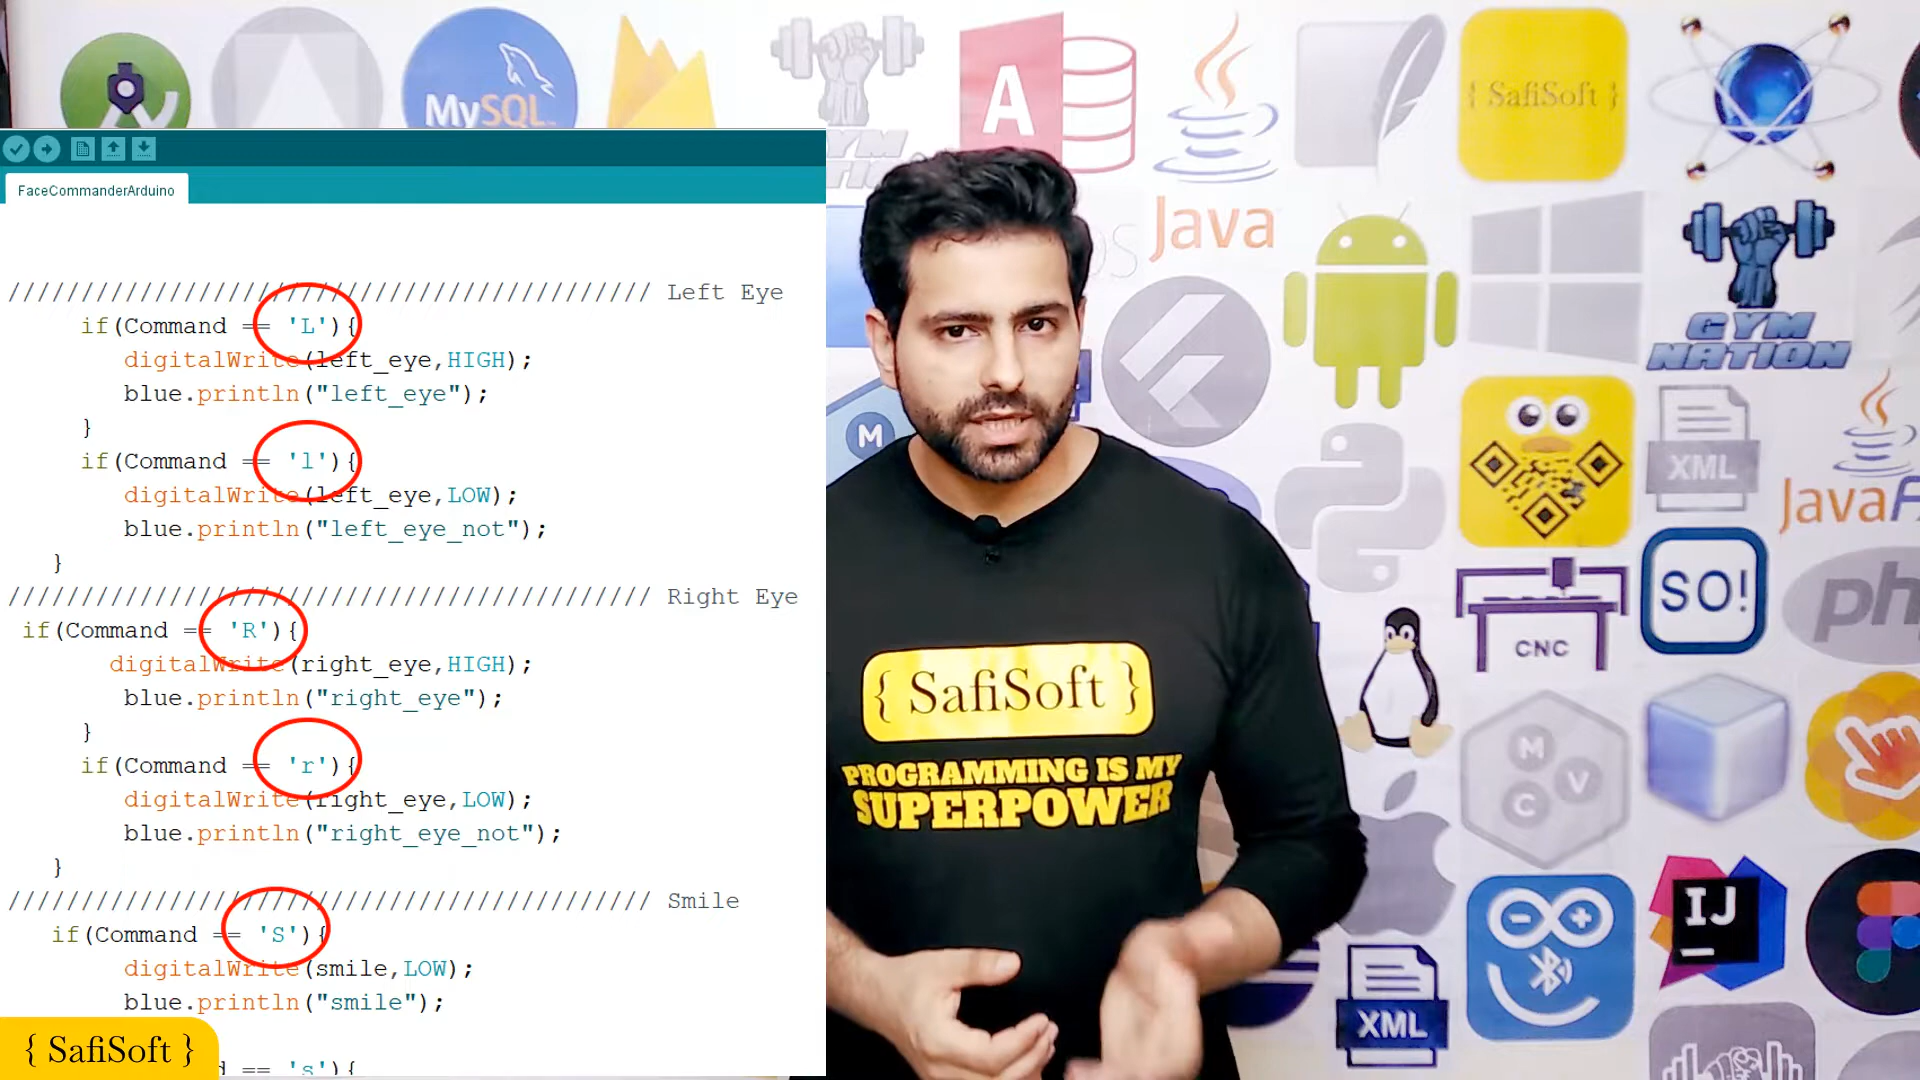 MySQL
A
{ SafiSoft }
FaceCommanderArduino
Java
GYM
NATION
////////////////////////////////////////////// Left Eye
if(Command == 'L'){
digitalWrite(left_eye,HIGH);
blue.println("left_eye");
}
if(Command == 'l'){
digitalWrite(left_eye,LOW);
blue.println("left_eye_not");
}
////////////////////////////////////////////// Right Eye
if(Command == 'R'){
digitalWrite(right_eye,HIGH);
blue.println("right_eye");
}
if(Command == 'r'){
digitalWrite(right_eye,LOW);
blue.println("right_eye_not");
}
////////////////////////////////////////////// Smile
if(Command == 'S'){
digitalWrite(smile,LOW);
blue.println("smile");
== 's'){
{ SafiSoft }
M
XML
JavaF
SO!
php
CNC
{ SafiSoft }
PROGRAMMING IS MY
SUPERPOWER
M
V
C
IJ
XML